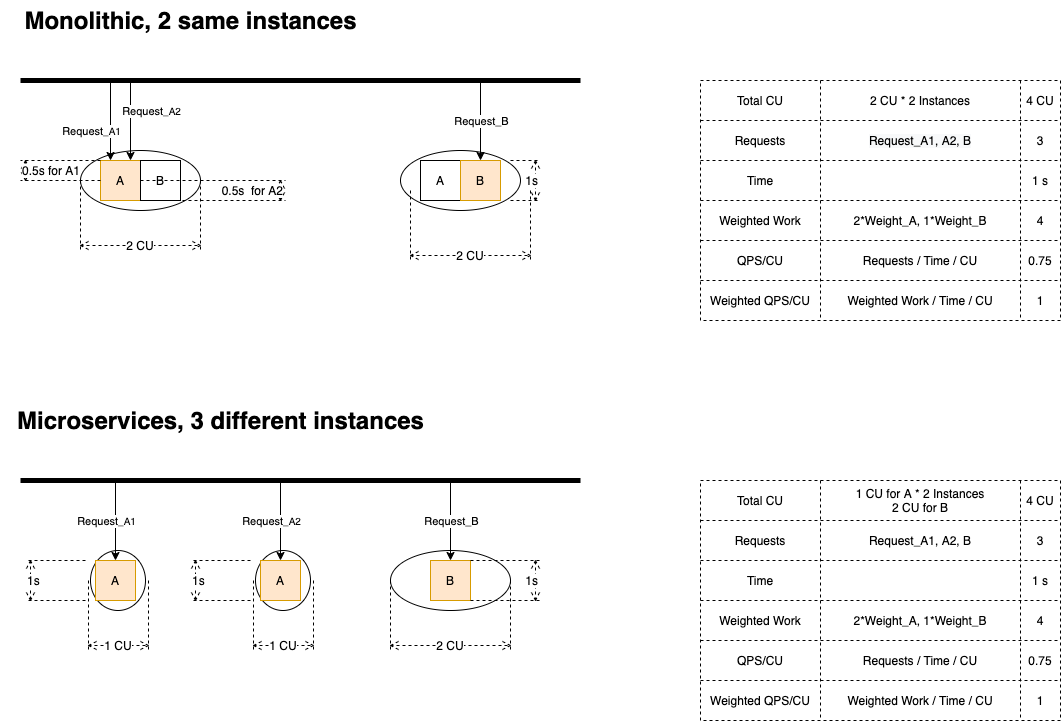 Monolithic, 2 same instances
Request_A2
Request_A1
Request_B
0.5s for A1
A
B
0.5s for A2
A
B
1s
2 CU
2 CU
Total CU
2 CU * 2 Instances
4 CU
Requests
Request_A1, A2, B
3
Time
1 s
Weighted Work
2*Weight_A, 1*Weight_B
4
QPS/CU
Requests / Time / CU
0.75
Weighted QPS/CU
Weighted Work / Time / CU
1
Microservices, 3 different instances
Request_A1
Request_A2
Request_B
1s
A
1s
A
B
1s
1 CU
1 CU
2 CU
Total CU
1 CU for A * 2 Instances
2 CU for B
4 CU
Requests
Request_A1, A2, B
3
Time
1 s
Weighted Work
2*Weight_A, 1*Weight_B
4
QPS/CU
Requests / Time / CU
0.75
Weighted QPS/CU
Weighted Work / Time / CU
1